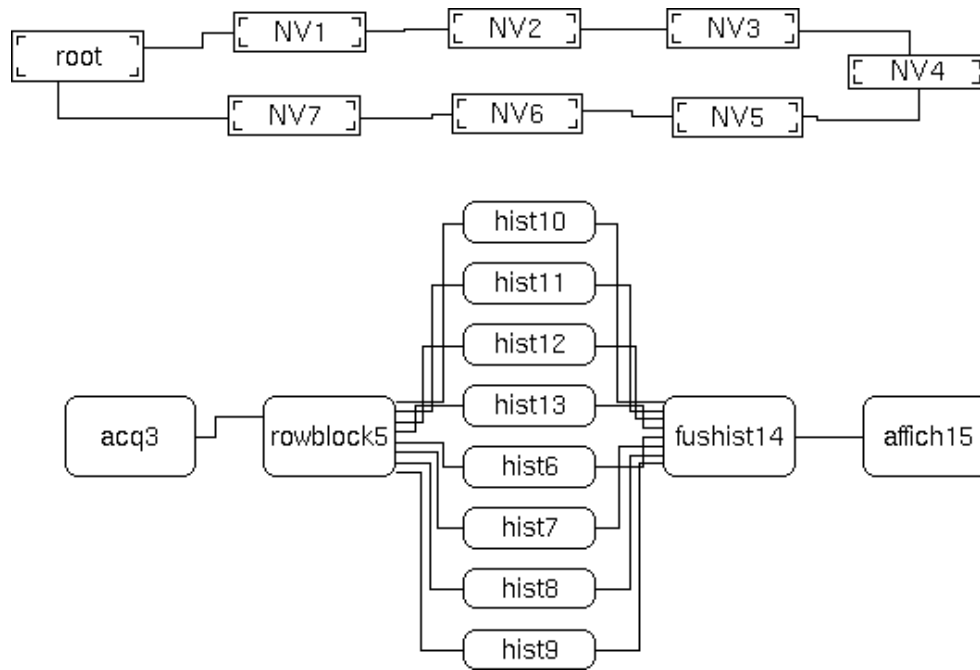 root
NV1
NV2
NV3
NV4
NV7
NV6
NV5
hist10
hist11
hist12
hist13
acq3
rowblock5
fushist14
affich15
hist6
hist7
hist8
hist9